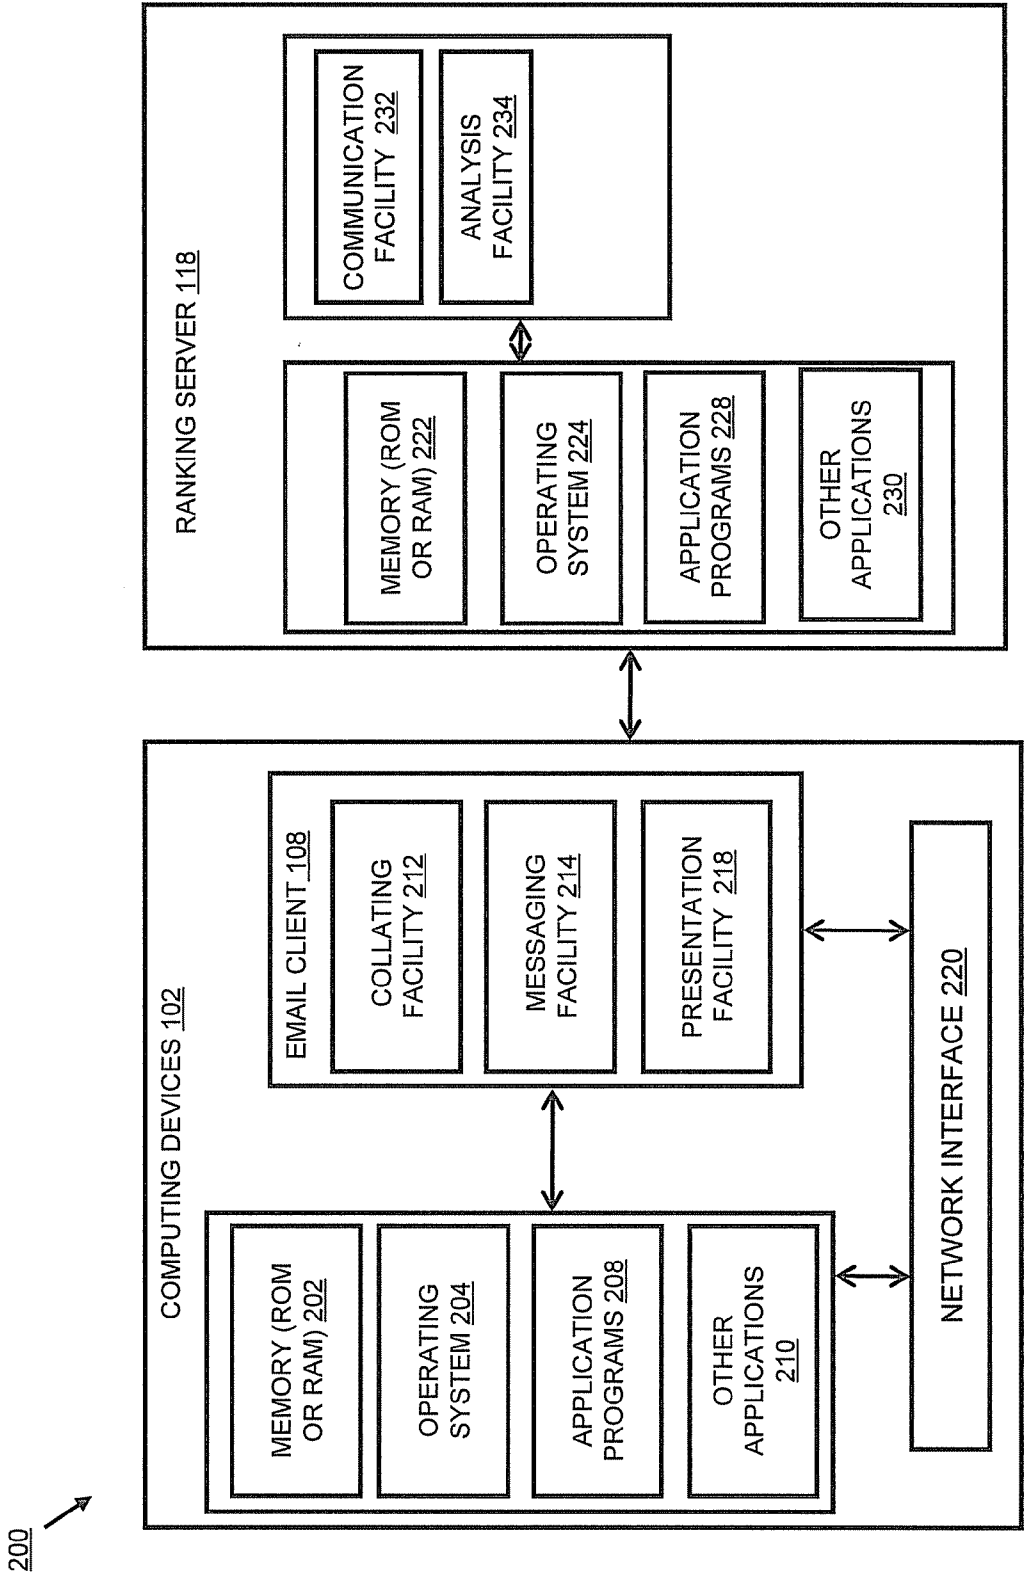 200
COMPUTING DEVICES 102
MEMORY (ROM
OR RAM) 202
OPERATING
SYSTEM 204
APPLICATION
PROGRAMS 208
OTHER
APPLICATIONS
210
EMAIL CLIENT 108
COLLATING
FACILITY 212
MESSAGING
FACILITY 214
PRESENTATION
FACILITY 218
NETWORK INTERFACE 220
RANKING SERVER 118
MEMORY (ROM
OR RAM) 222
OPERATING
SYSTEM 224
APPLICATION
PROGRAMS 228
OTHER
APPLICATIONS
230
COMMUNICATION
FACILITY 232
ANALYSIS
FACILITY 234